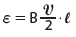 ε = B v/2 · ℓ